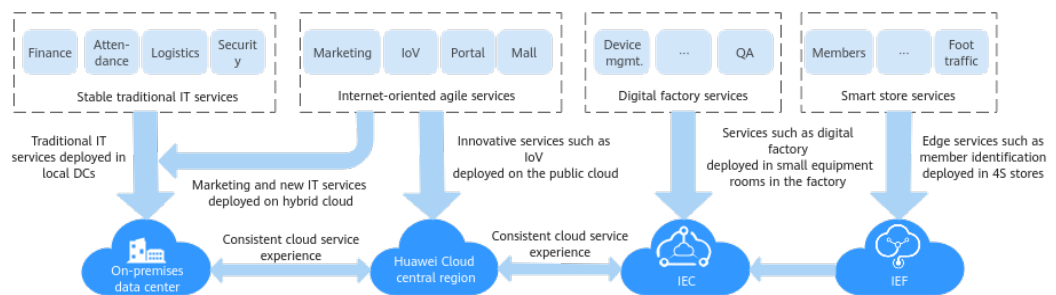 Finance
Atten-
dance
Logistics
Securit
y
Stable traditional IT services
Marketing
IoV
Portal
Mall
Internet-oriented agile services
Device
mgmt.
...
QA
Digital factory services
Members
...
Foot
traffic
Smart store services
Traditional IT
services deployed in
local DCs
Marketing and new IT services
deployed on hybrid cloud
Innovative services such as
IoV
deployed on the public cloud
Services such as digital
factory
deployed in small equipment
rooms in the factory
Edge services such as
member identification
deployed in 4S stores
On-premises
data center
Consistent cloud service
experience
Huawei Cloud
central region
Consistent cloud service
experience
IEC
IEF